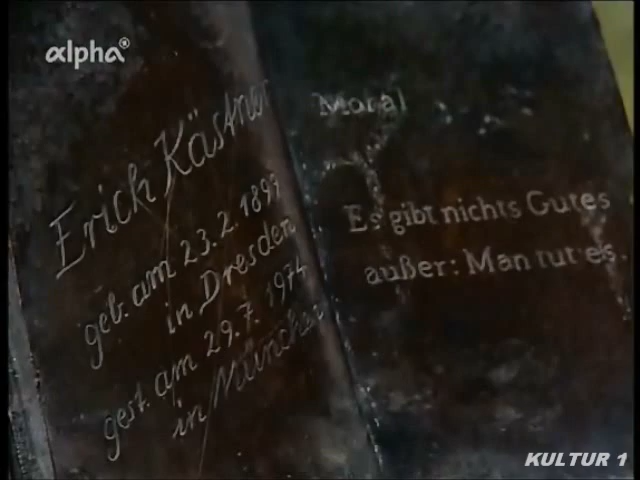 alpha
Erich Kästner
geb. am 23.2.1899
in Dresden
gest. am 29.7.1974
in München
Moral
Es gibt nichts Gutes
außer: Man tut es.
KULTUR 1